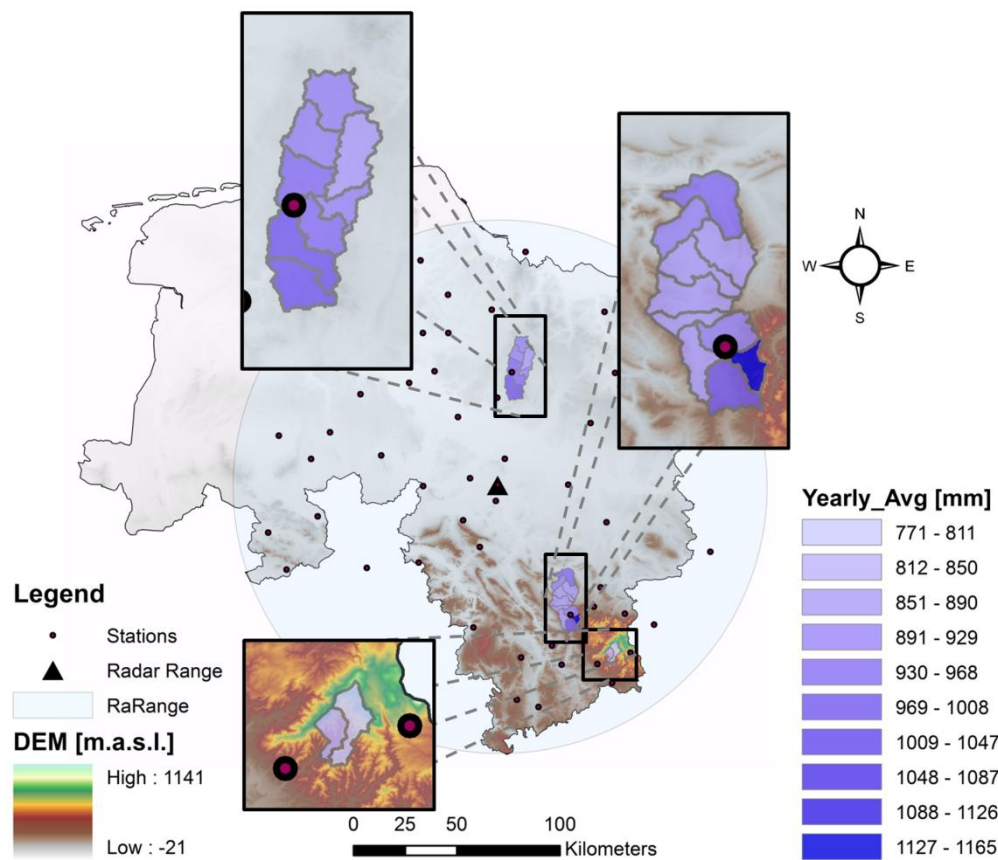 N
W
E
S
Legend
Stations
Radar Range
RaRange
DEM [m.a.s.l.]
High : 1141
Low : -21
0 25 50 100
Kilometers
Yearly_Avg [mm]
771 - 811
812 - 850
851 - 890
891 - 929
930 - 968
969 - 1008
1009 - 1047
1048 - 1087
1088 - 1126
1127 - 1165